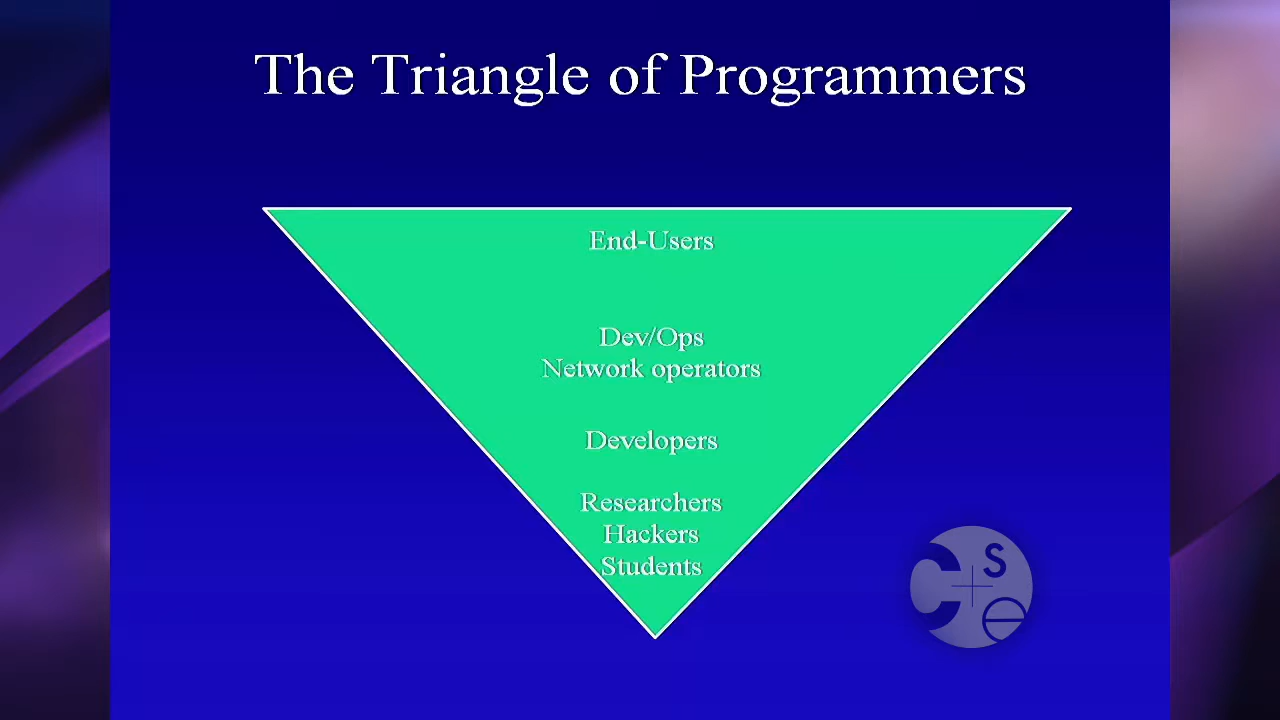 The Triangle of Programmers
End-Users
Dev/Ops
Network operators
Developers
Researchers
Hackers
Students
C S
e